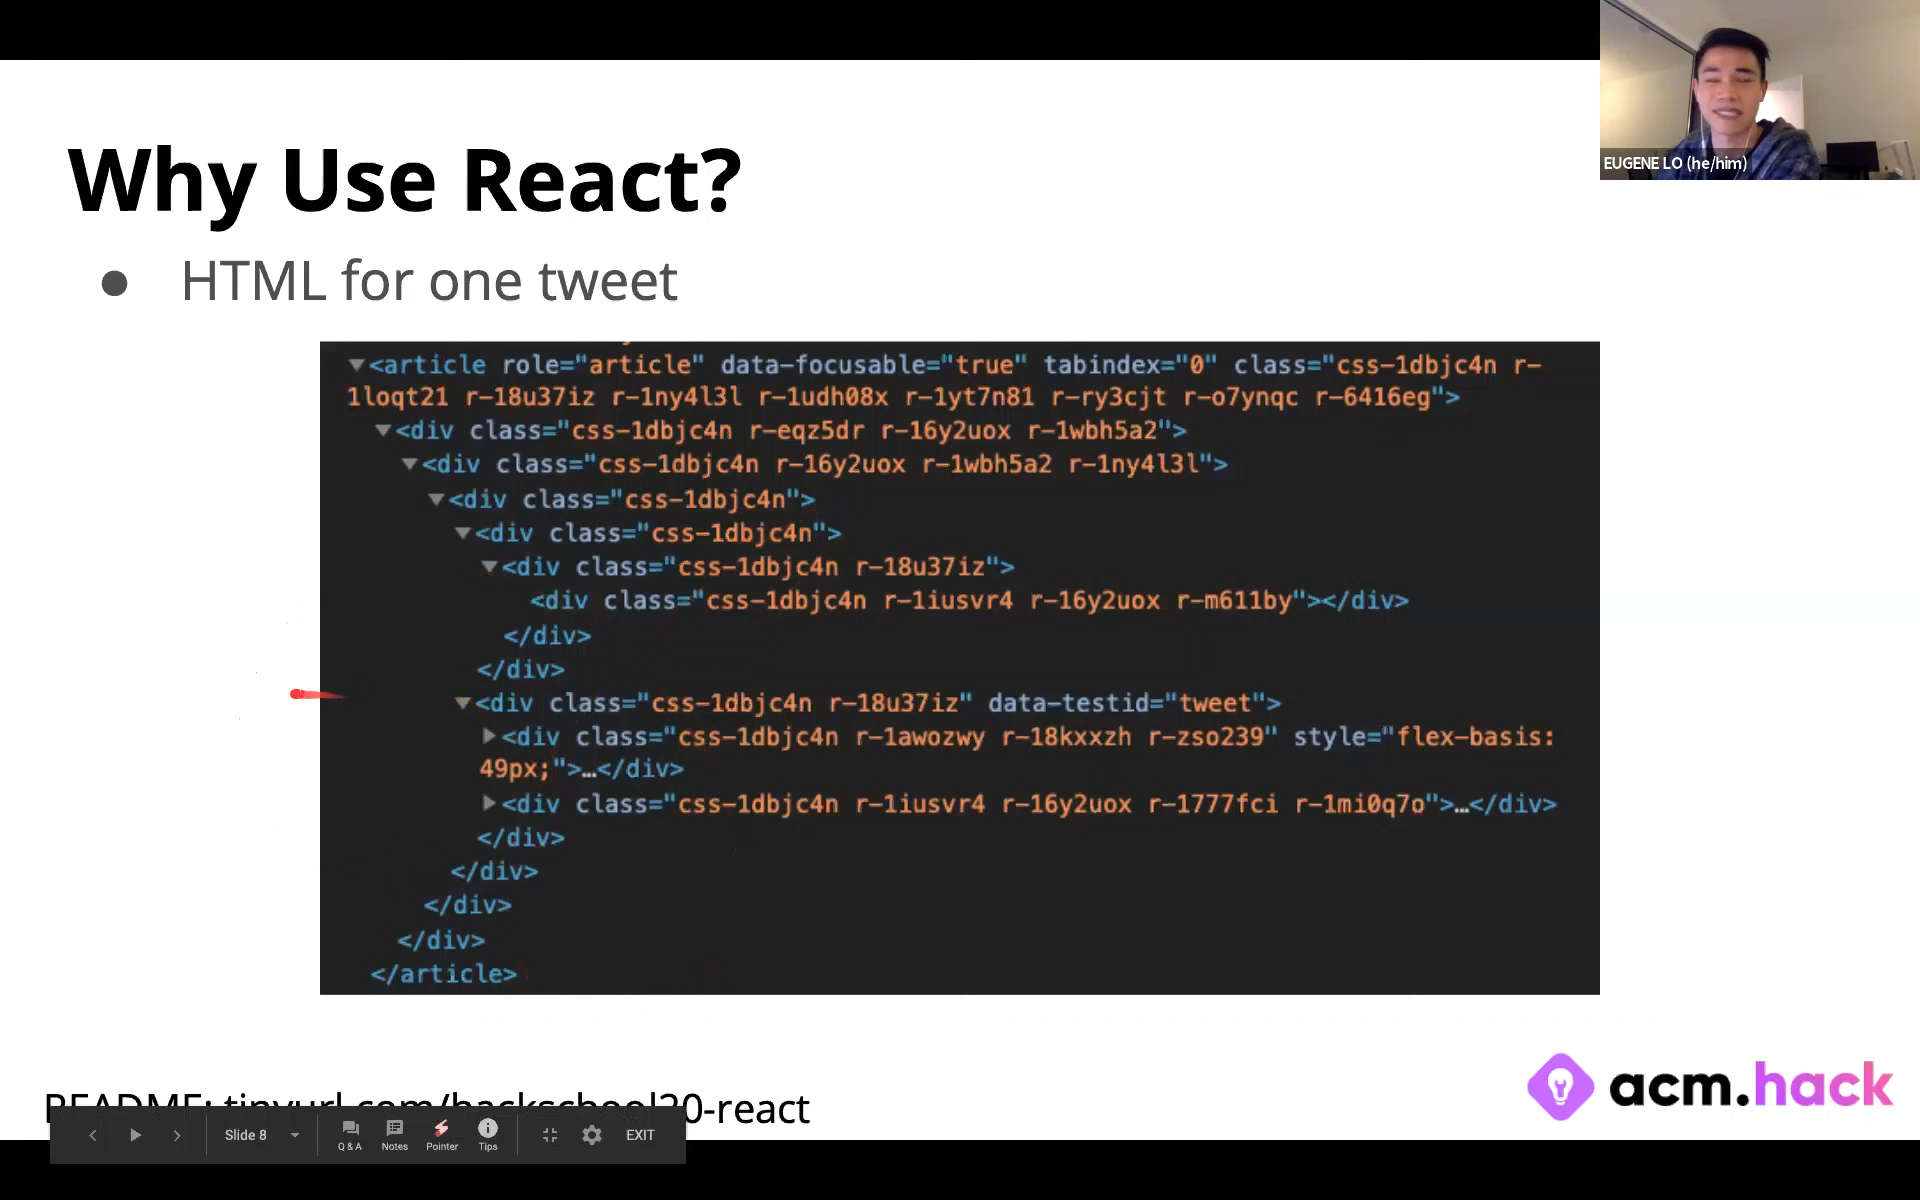 EUGENE LO (he/him)
Why Use React?
● HTML for one tweet
▼<article role="article" data-focusable="true" tabindex="0" class="css-1dbjc4n r-
1loqt21 r-18u37iz r-1ny4l3l r-1udh08x r-1yt7n81 r-ry3cjt r-o7ynqc r-6416eg">
▼<div class="css-1dbjc4n r-eqz5dr r-16y2uox r-1wbh5a2">
▼<div class="css-1dbjc4n r-16y2uox r-1wbh5a2 r-1ny4l3l">
▼<div class="css-1dbjc4n">
▼<div class="css-1dbjc4n">
▼<div class="css-1dbjc4n r-18u37iz">
<div class="css-1dbjc4n r-1iusvr4 r-16y2uox r-m611by"></div>
</div>
</div>
▼<div class="css-1dbjc4n r-18u37iz" data-testid="tweet">
▶<div class="css-1dbjc4n r-1awozwy r-18kxxzh r-zso239" style="flex-basis:
49px;">…</div>
▶<div class="css-1dbjc4n r-1iusvr4 r-16y2uox r-1777fci r-1mi0q7o">…</div>
</div>
</div>
</div>
</div>
</article>
README: tinyurl.com/hackschool20-react
acm.hack
Slide 8
Q & A
Notes
Pointer
Tips
EXIT